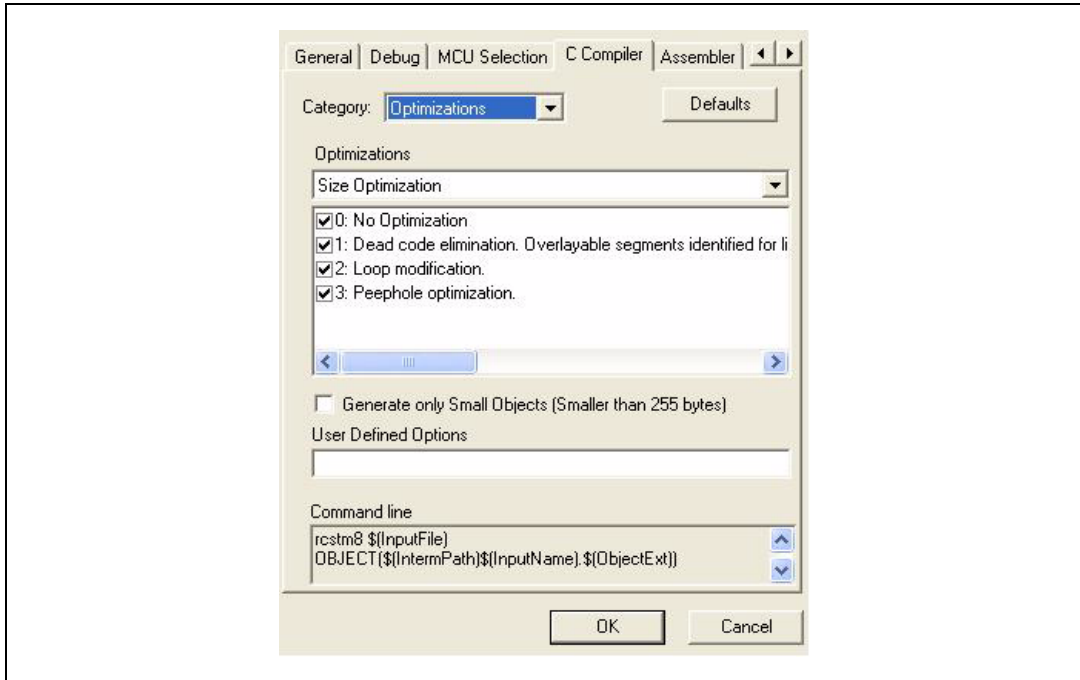 General Debug MCU Selection C Compiler Assembler
Category: Optimizations Defaults
Optimizations
Size Optimization
0: No Optimization
1: Dead code elimination. Overlayable segments identified for li
2: Loop modification.
3: Peephole optimization.
Generate only Small Objects (Smaller than 255 bytes)
User Defined Options
Command line
rcstm8 $(InputFile)
OBJECT($(IntermPath)$(InputName).$(ObjectExt))
OK Cancel